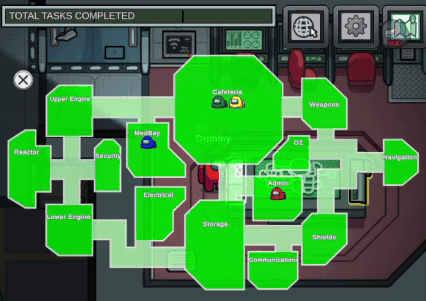 TOTAL TASKS COMPLETED
Cafeteria
Upper Engine
Weapons
MedBay
Dummy
O2
Reactor
Security
Navigation
Admin
Electrical
Lower Engine
Storage
Shields
Communications